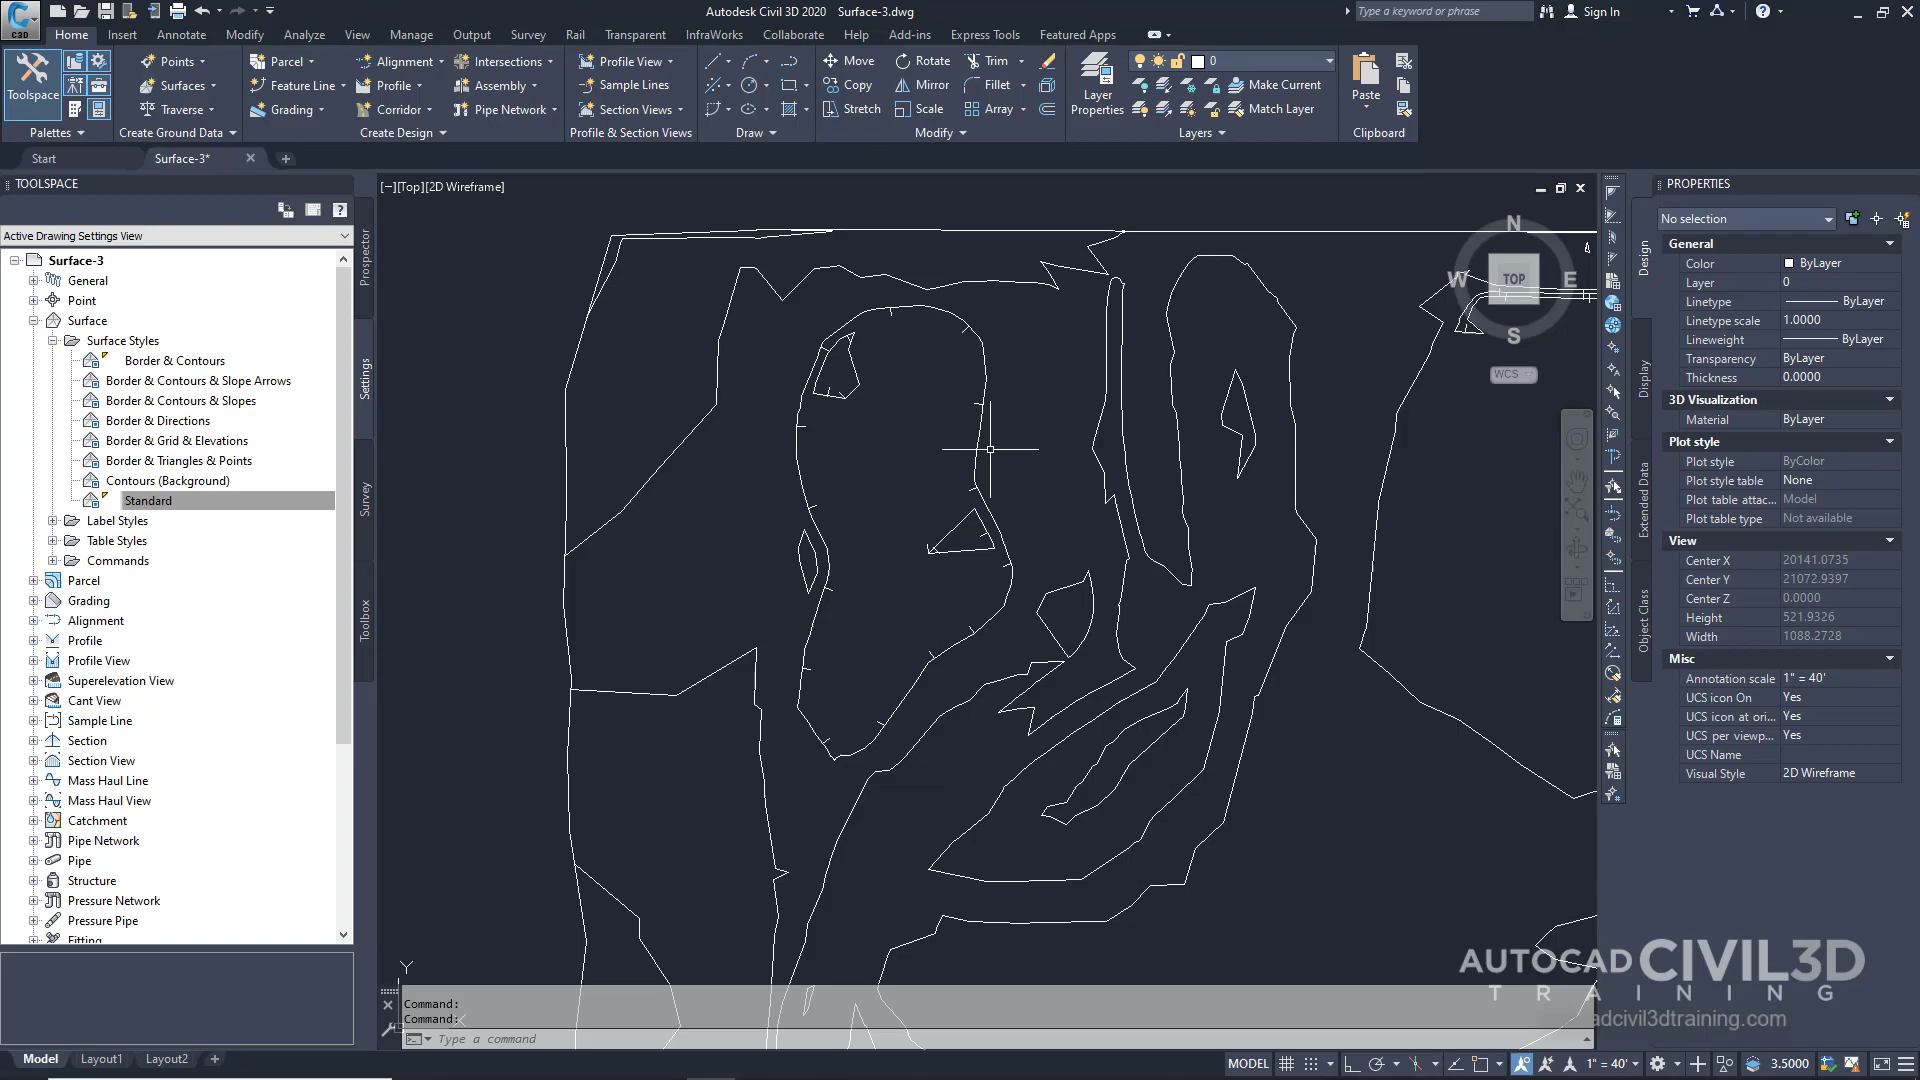 Autodesk Civil 3D 2020 Surface-3.dwg
Type a keyword or phrase
Sign In
C3D
Home Insert Annotate Modify Analyze View Manage Output Survey Rail Transparent InfraWorks Collaborate Help Add-ins Express Tools Featured Apps
Toolspace
Points Parcel Alignment Intersections Profile View Move Rotate Trim 0
Surfaces Feature Line Profile Assembly Sample Lines Copy Mirror Fillet Make Current
Traverse Grading Corridor Pipe Network Section Views Stretch Scale Array Match Layer
Layer Properties
Paste
Palettes Create Ground Data Create Design Profile & Section Views Draw Modify Layers Clipboard
Start Surface-3*
TOOLSPACE
Active Drawing Settings View
Surface-3
General
Point
Surface
Surface Styles
Border & Contours
Border & Contours & Slope Arrows
Border & Contours & Slopes
Border & Directions
Border & Grid & Elevations
Border & Triangles & Points
Contours (Background)
Standard
Label Styles
Table Styles
Commands
Parcel
Grading
Alignment
Profile
Profile View
Superelevation View
Cant View
Sample Line
Section
Section View
Mass Haul Line
Mass Haul View
Catchment
Pipe Network
Pipe
Structure
Pressure Network
Pressure Pipe
Fitting
Prospector
Settings
Survey
Toolbox
[−][Top][2D Wireframe]
N
W TOP E
S
WCS
Y
X
Command:
Command:
Type a command
PROPERTIES
No selection
Design
Display
Extended Data
Object Class
General
Color ByLayer
Layer 0
Linetype ByLayer
Linetype scale 1.0000
Lineweight ByLayer
Transparency ByLayer
Thickness 0.0000
3D Visualization
Material ByLayer
Plot style
Plot style ByColor
Plot style table None
Plot table attac... Model
Plot table type Not available
View
Center X 20141.0735
Center Y 21072.9397
Center Z 0.0000
Height 521.9326
Width 1088.2728
Misc
Annotation scale 1" = 40'
UCS icon On Yes
UCS icon at ori... Yes
UCS per viewp... Yes
UCS Name
Visual Style 2D Wireframe
AUTOCAD CIVIL3D
TRAINING
adcivil3dtraining.com
Model Layout1 Layout2
MODEL 1" = 40' 3.5000